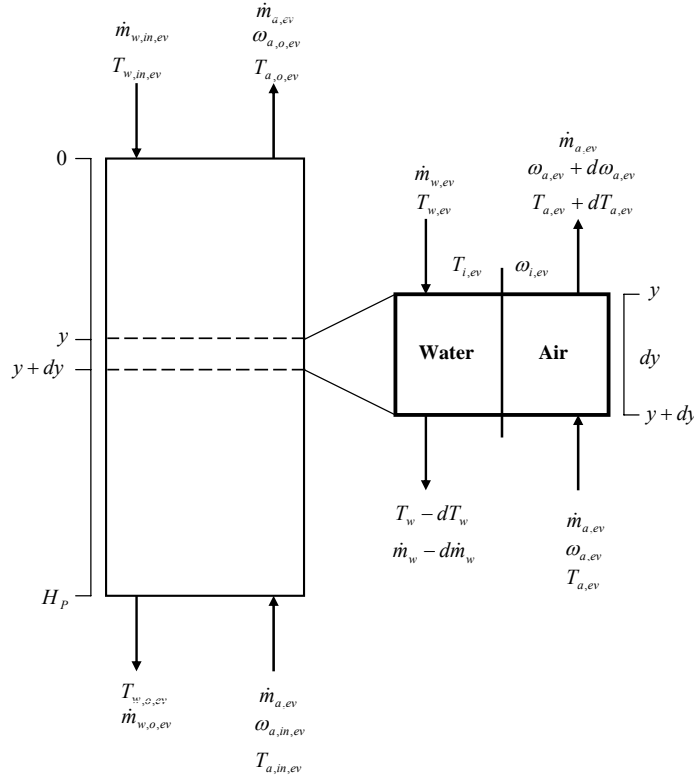 ṁ_{w,in,ev}
T_{w,in,ev}
ṁ_{a,ev}
ω_{a,o,ev}
T_{a,o,ev}
0
y
y + dy
H_P
ṁ_{w,ev}
T_{w,ev}
ṁ_{a,ev}
ω_{a,ev} + dω_{a,ev}
T_{a,ev} + dT_{a,ev}
T_{i,ev}
ω_{i,ev}
Water
Air
y
dy
y + dy
T_w − dT_w
ṁ_w − dṁ_w
ṁ_{a,ev}
ω_{a,ev}
T_{a,ev}
T_{w,o,ev}
ṁ_{w,o,ev}
ṁ_{a,ev}
ω_{a,in,ev}
T_{a,in,ev}